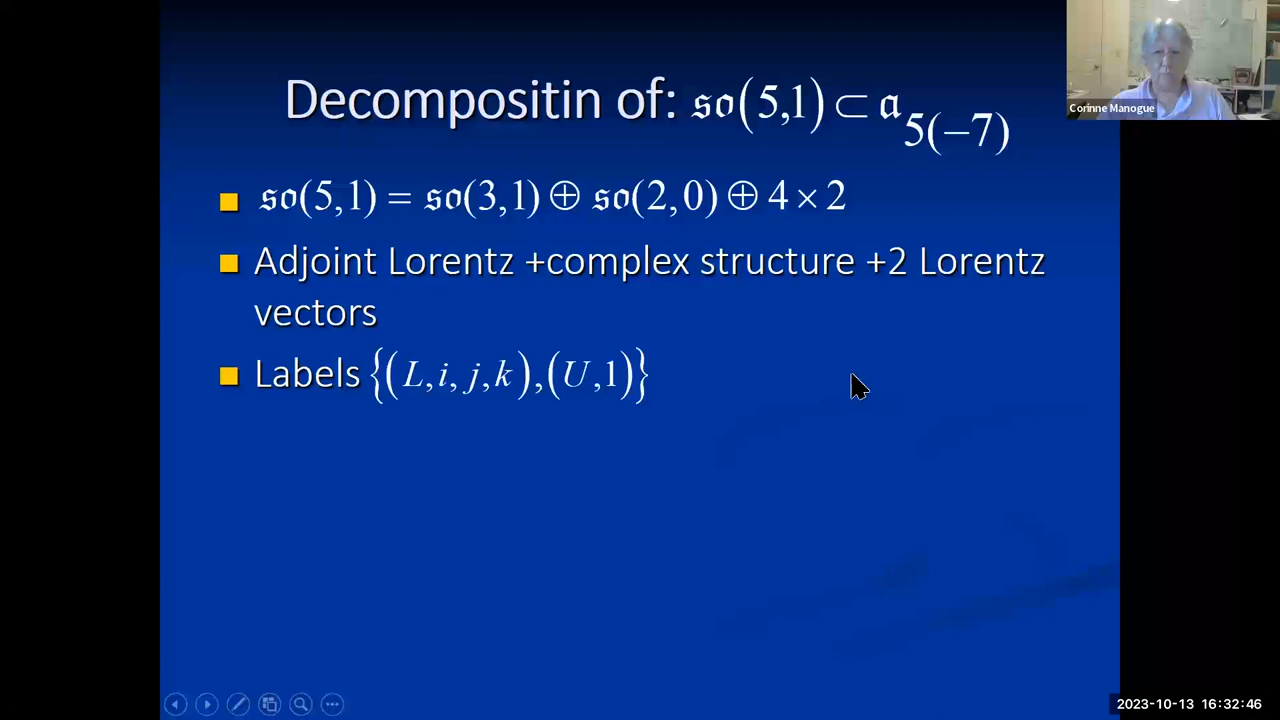 Decompositin of: 𝔰𝔬(5,1) ⊂ 𝔞₅₍₋₇₎
𝔰𝔬(5,1) = 𝔰𝔬(3,1) ⊕ 𝔰𝔬(2,0) ⊕ 4 × 2
Adjoint Lorentz +complex structure +2 Lorentz
vectors
Labels {(L,i,j,k),(U,1)}
Corinne Manogue
2023-10-13 16:32:46